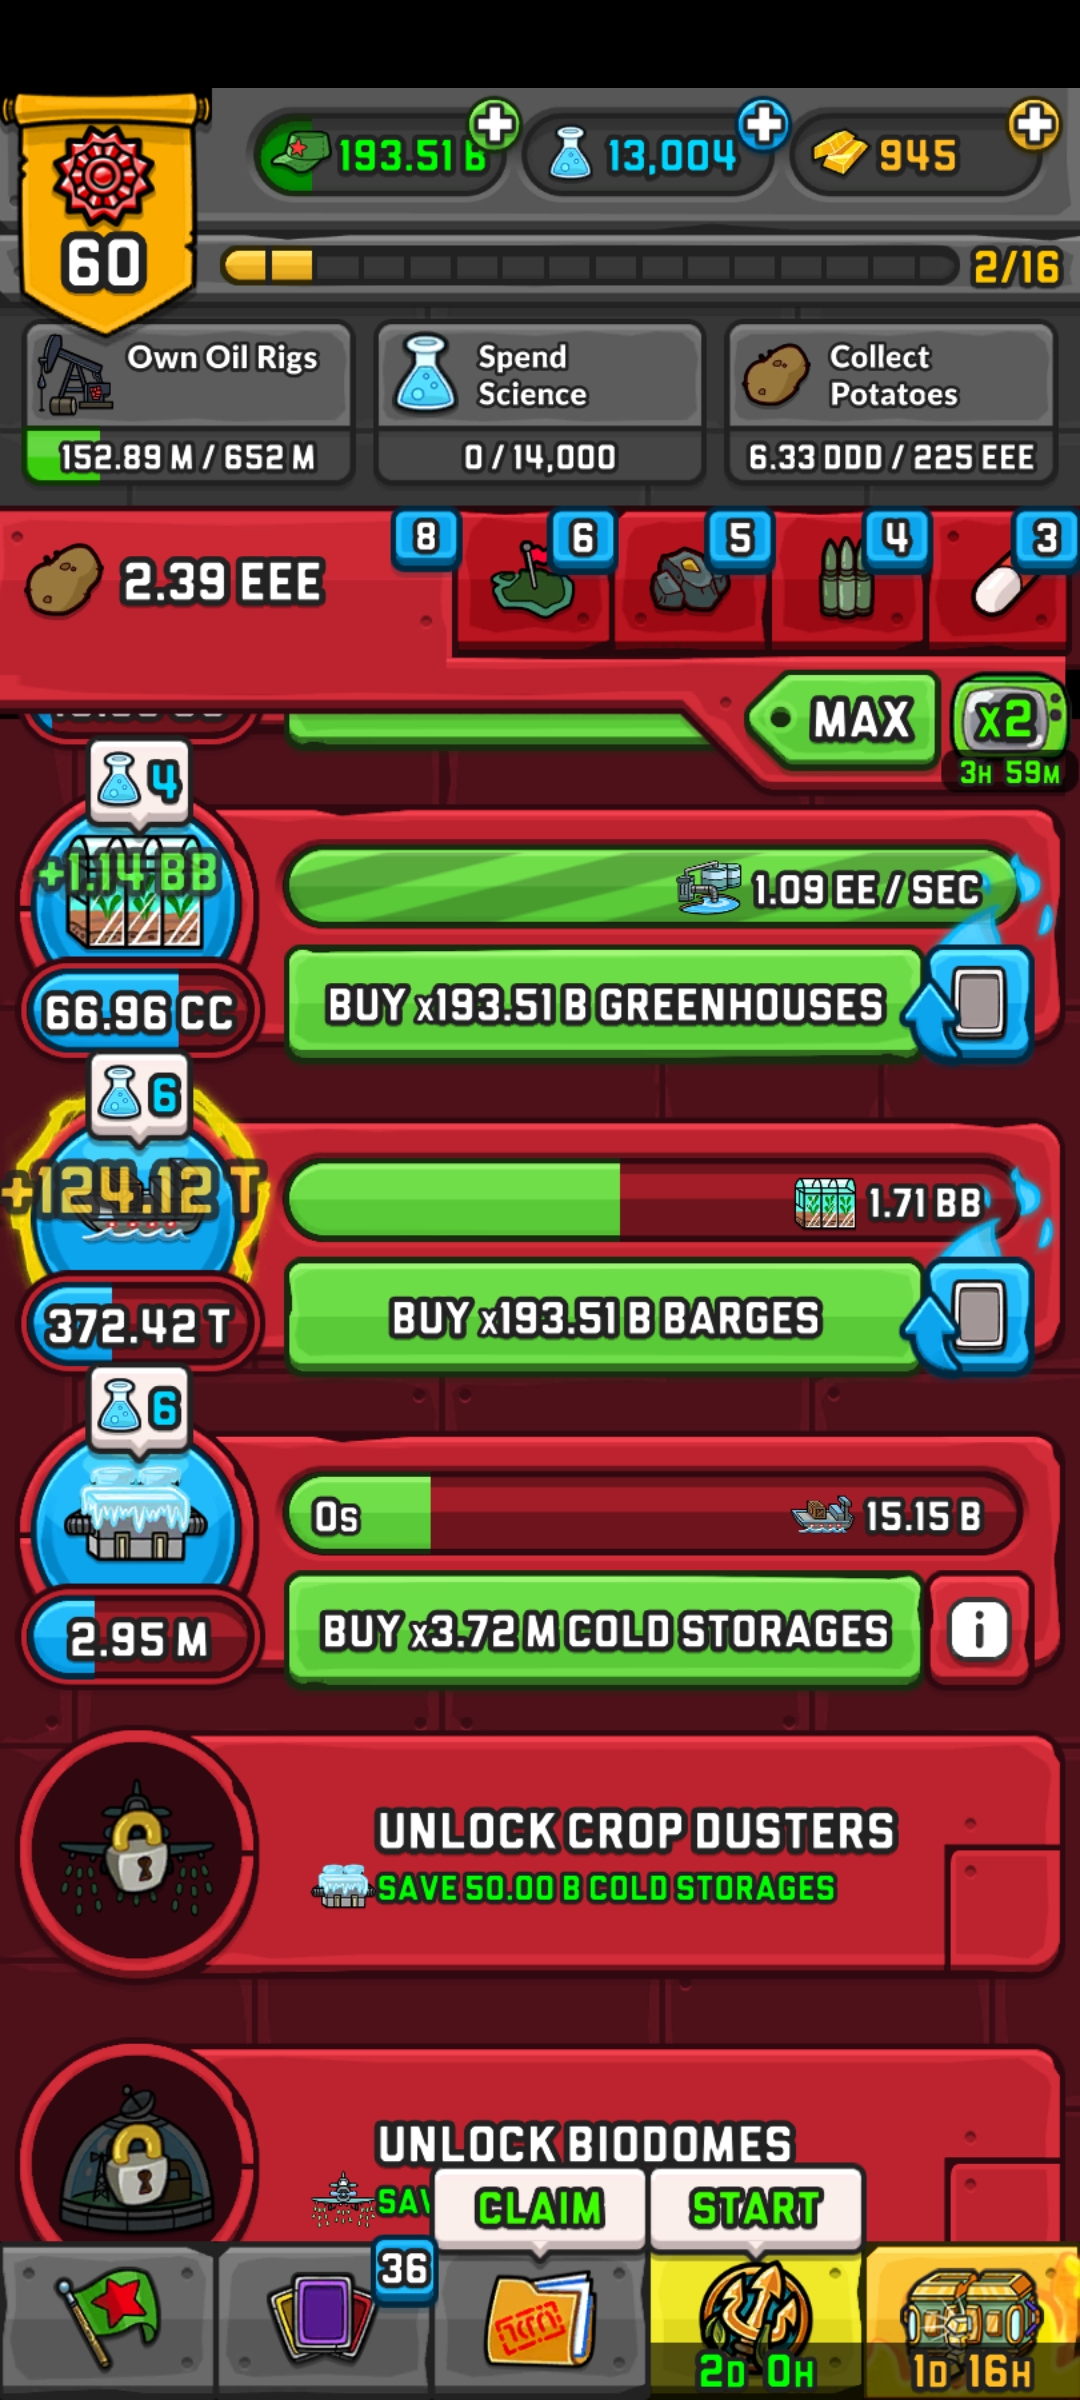 193.51 B
13,004
945
60
2/16
Own Oil Rigs
152.89 M / 652 M
Spend
Science
0 / 14,000
Collect
Potatoes
6.33 DDD / 225 EEE
2.39 EEE
8
6
5
4
3
MAX
x2
3H 59M
4
+1.14 BB
1.09 EE / SEC
66.96 CC
BUY x193.51 B GREENHOUSES
6
+124.12 T
1.71 BB
372.42 T
BUY x193.51 B BARGES
6
0s
15.15 B
2.95 M
BUY x3.72 M COLD STORAGES
i
UNLOCK CROP DUSTERS
SAVE 50.00 B COLD STORAGES
UNLOCK BIODOMES
CLAIM
START
36
2D 0H
1D 16H